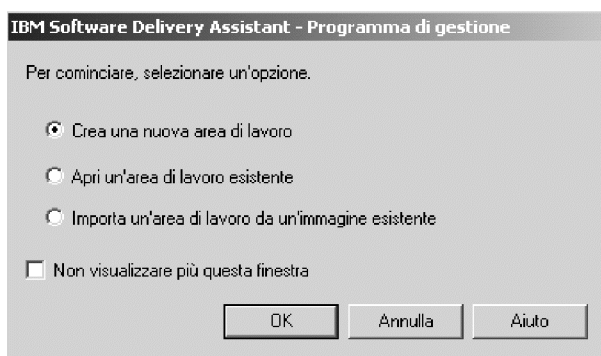 IBM Software Delivery Assistant - Programma di gestione
Per cominciare, selezionare un'opzione.
Crea una nuova area di lavoro
Apri un'area di lavoro esistente
Importa un'area di lavoro da un'immagine esistente
Non visualizzare più questa finestra
OK Annulla Aiuto